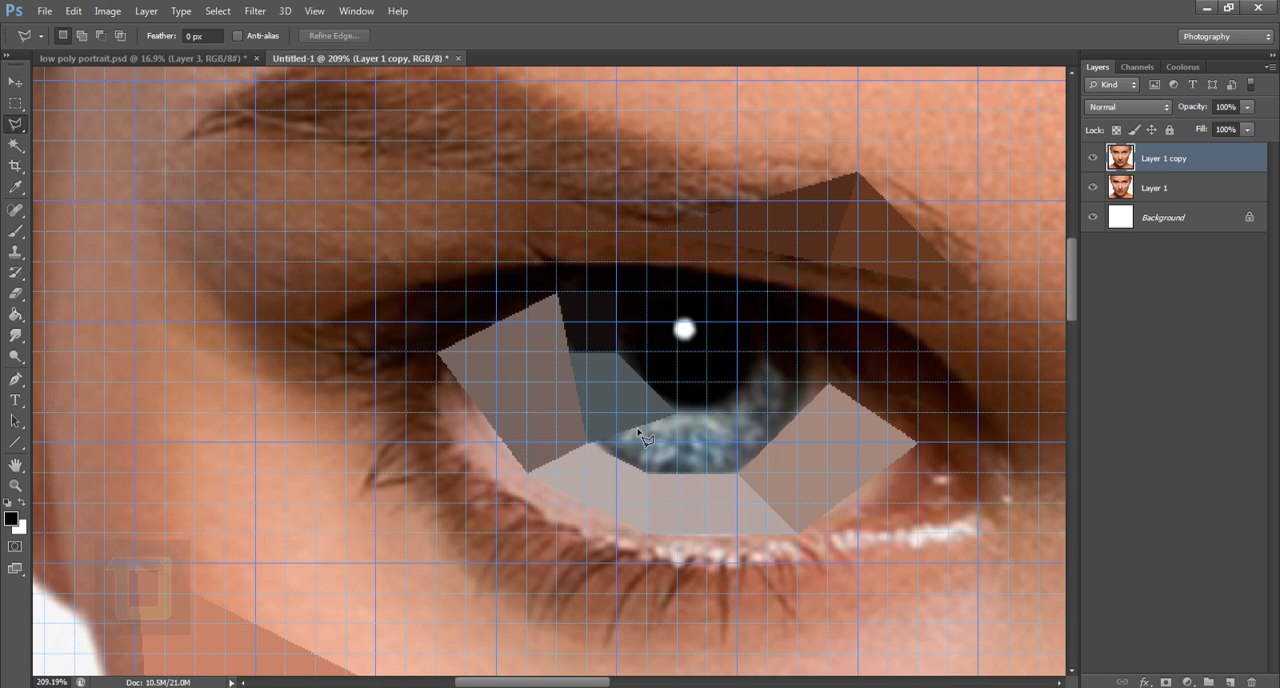 Ps File Edit Image Layer Type Select Filter 3D View Window Help
Feather: 0 px Anti-alias Refine Edge... Photography
low poly portrait.psd @ 16.9% (Layer 3, RGB/8#) * × Untitled-1 @ 209% (Layer 1 copy, RGB/8) * ×
Layers Channels Coolorus
Kind
Normal Opacity: 100%
Lock: Fill: 100%
Layer 1 copy
Layer 1
Background
209.19% Doc: 10.5M/21.0M